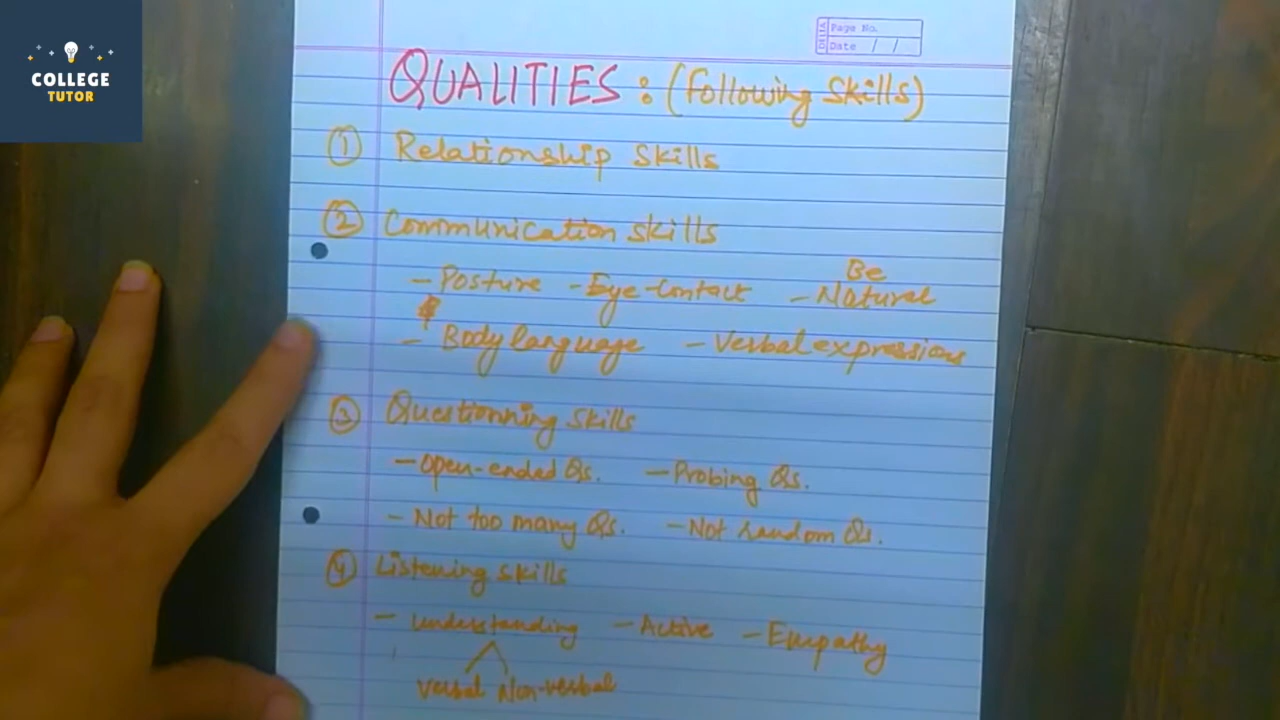 COLLEGE
TUTOR
DATA
Page No.
Date / /
QUALITIES : (Following Skills)
① Relationship Skills
② Communication skills
- Posture - Eye-contact - Be Natural
- Body language - Verbal expressions
③ Questionning Skills
- Open-ended Qs. - Probing Qs.
- Not too many Qs. - Not random Qs.
④ Listening skills
- Understanding - Active - Empathy
Verbal Non-verbal